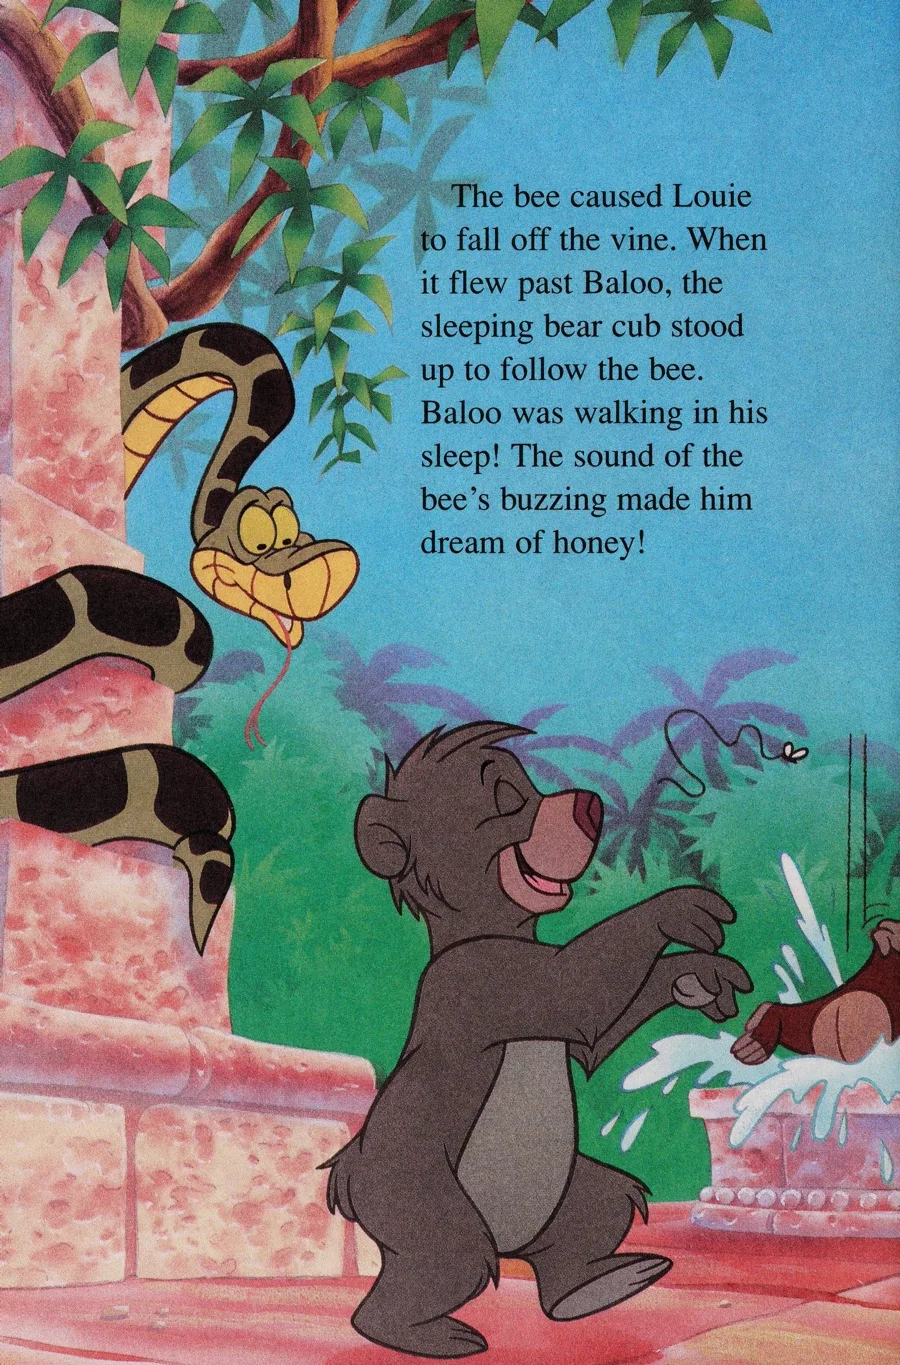 The bee caused Louie
to fall off the vine. When
it flew past Baloo, the
sleeping bear cub stood
up to follow the bee.
Baloo was walking in his
sleep! The sound of the
bee's buzzing made him
dream of honey!